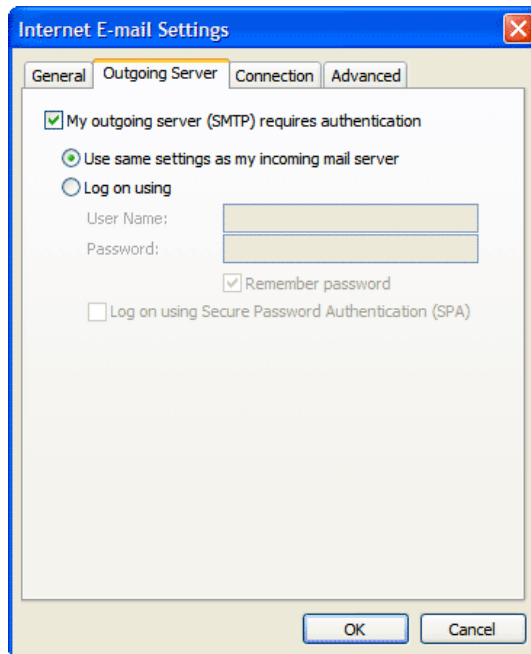 Internet E-mail Settings
General Outgoing Server Connection Advanced
My outgoing server (SMTP) requires authentication
Use same settings as my incoming mail server
Log on using
User Name:
Password:
Remember password
Log on using Secure Password Authentication (SPA)
OK Cancel